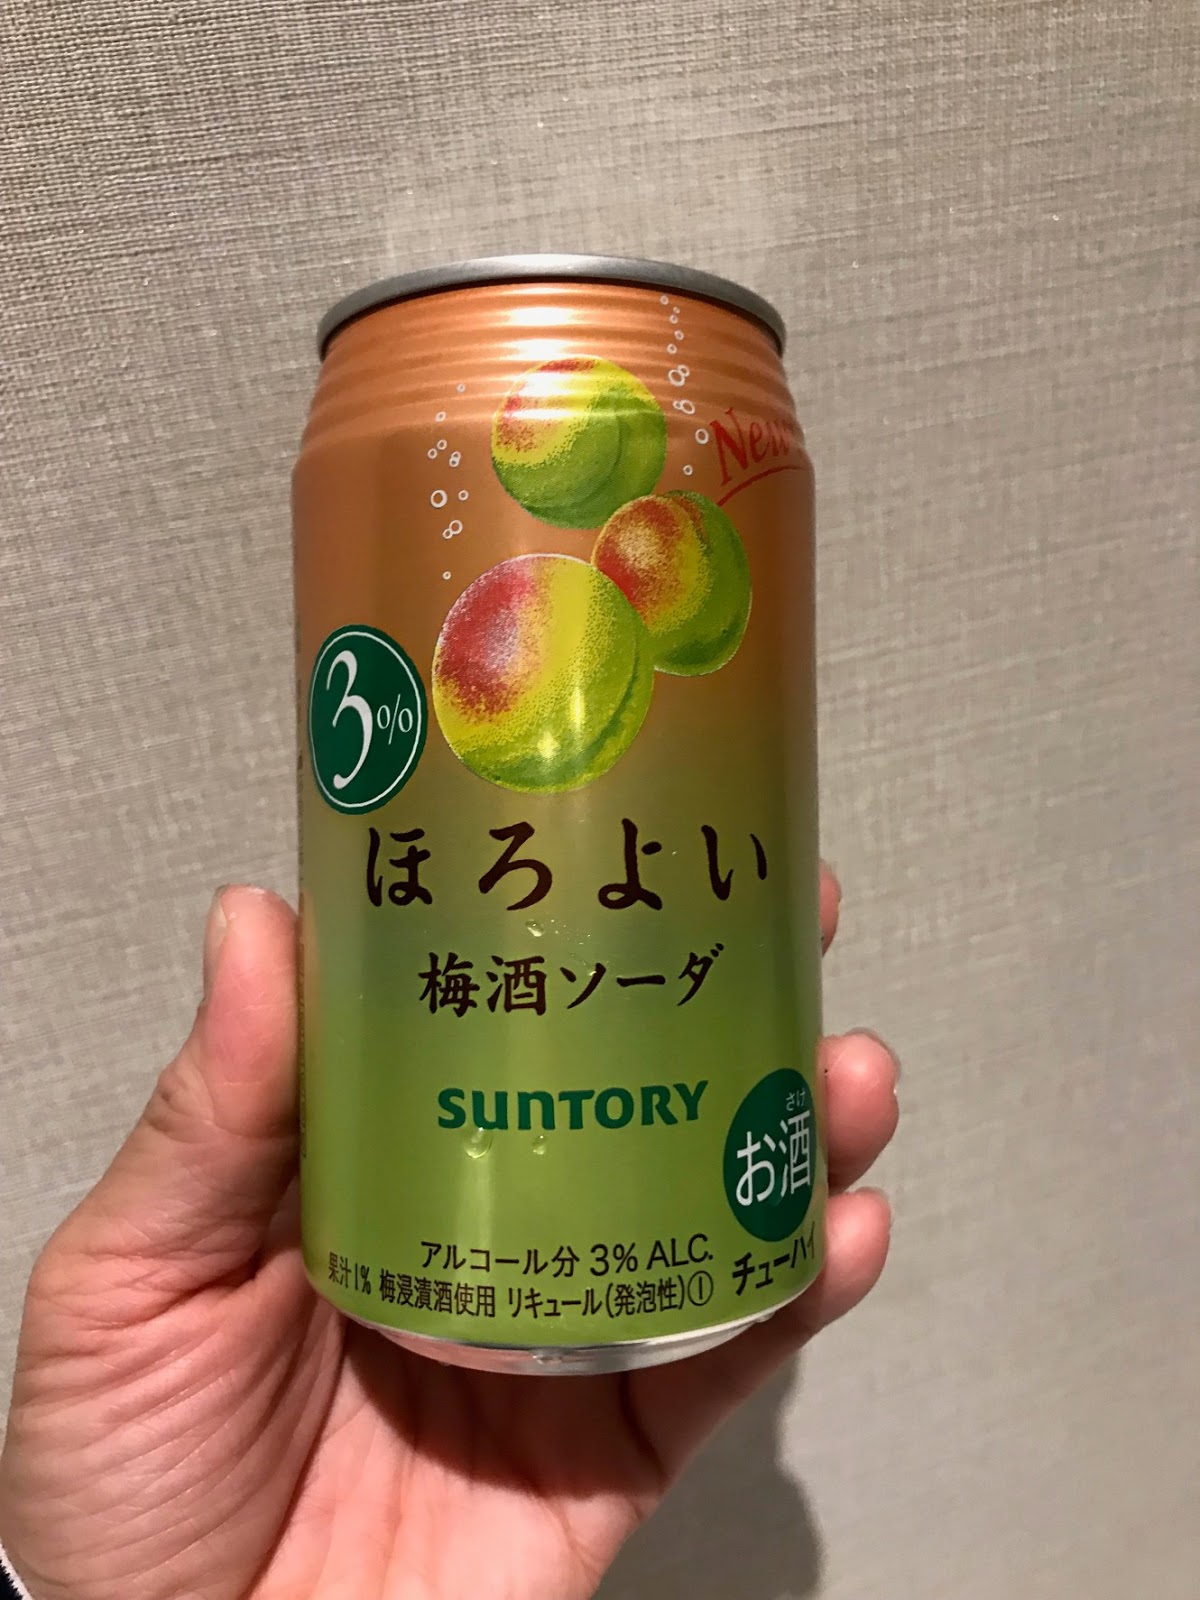 New
3%
ほろよい
梅酒ソーダ
SUNTORY
さけ
お酒
アルコール分 3% ALC.
チューハイ
果汁1% 梅浸漬酒使用 リキュール(発泡性)①